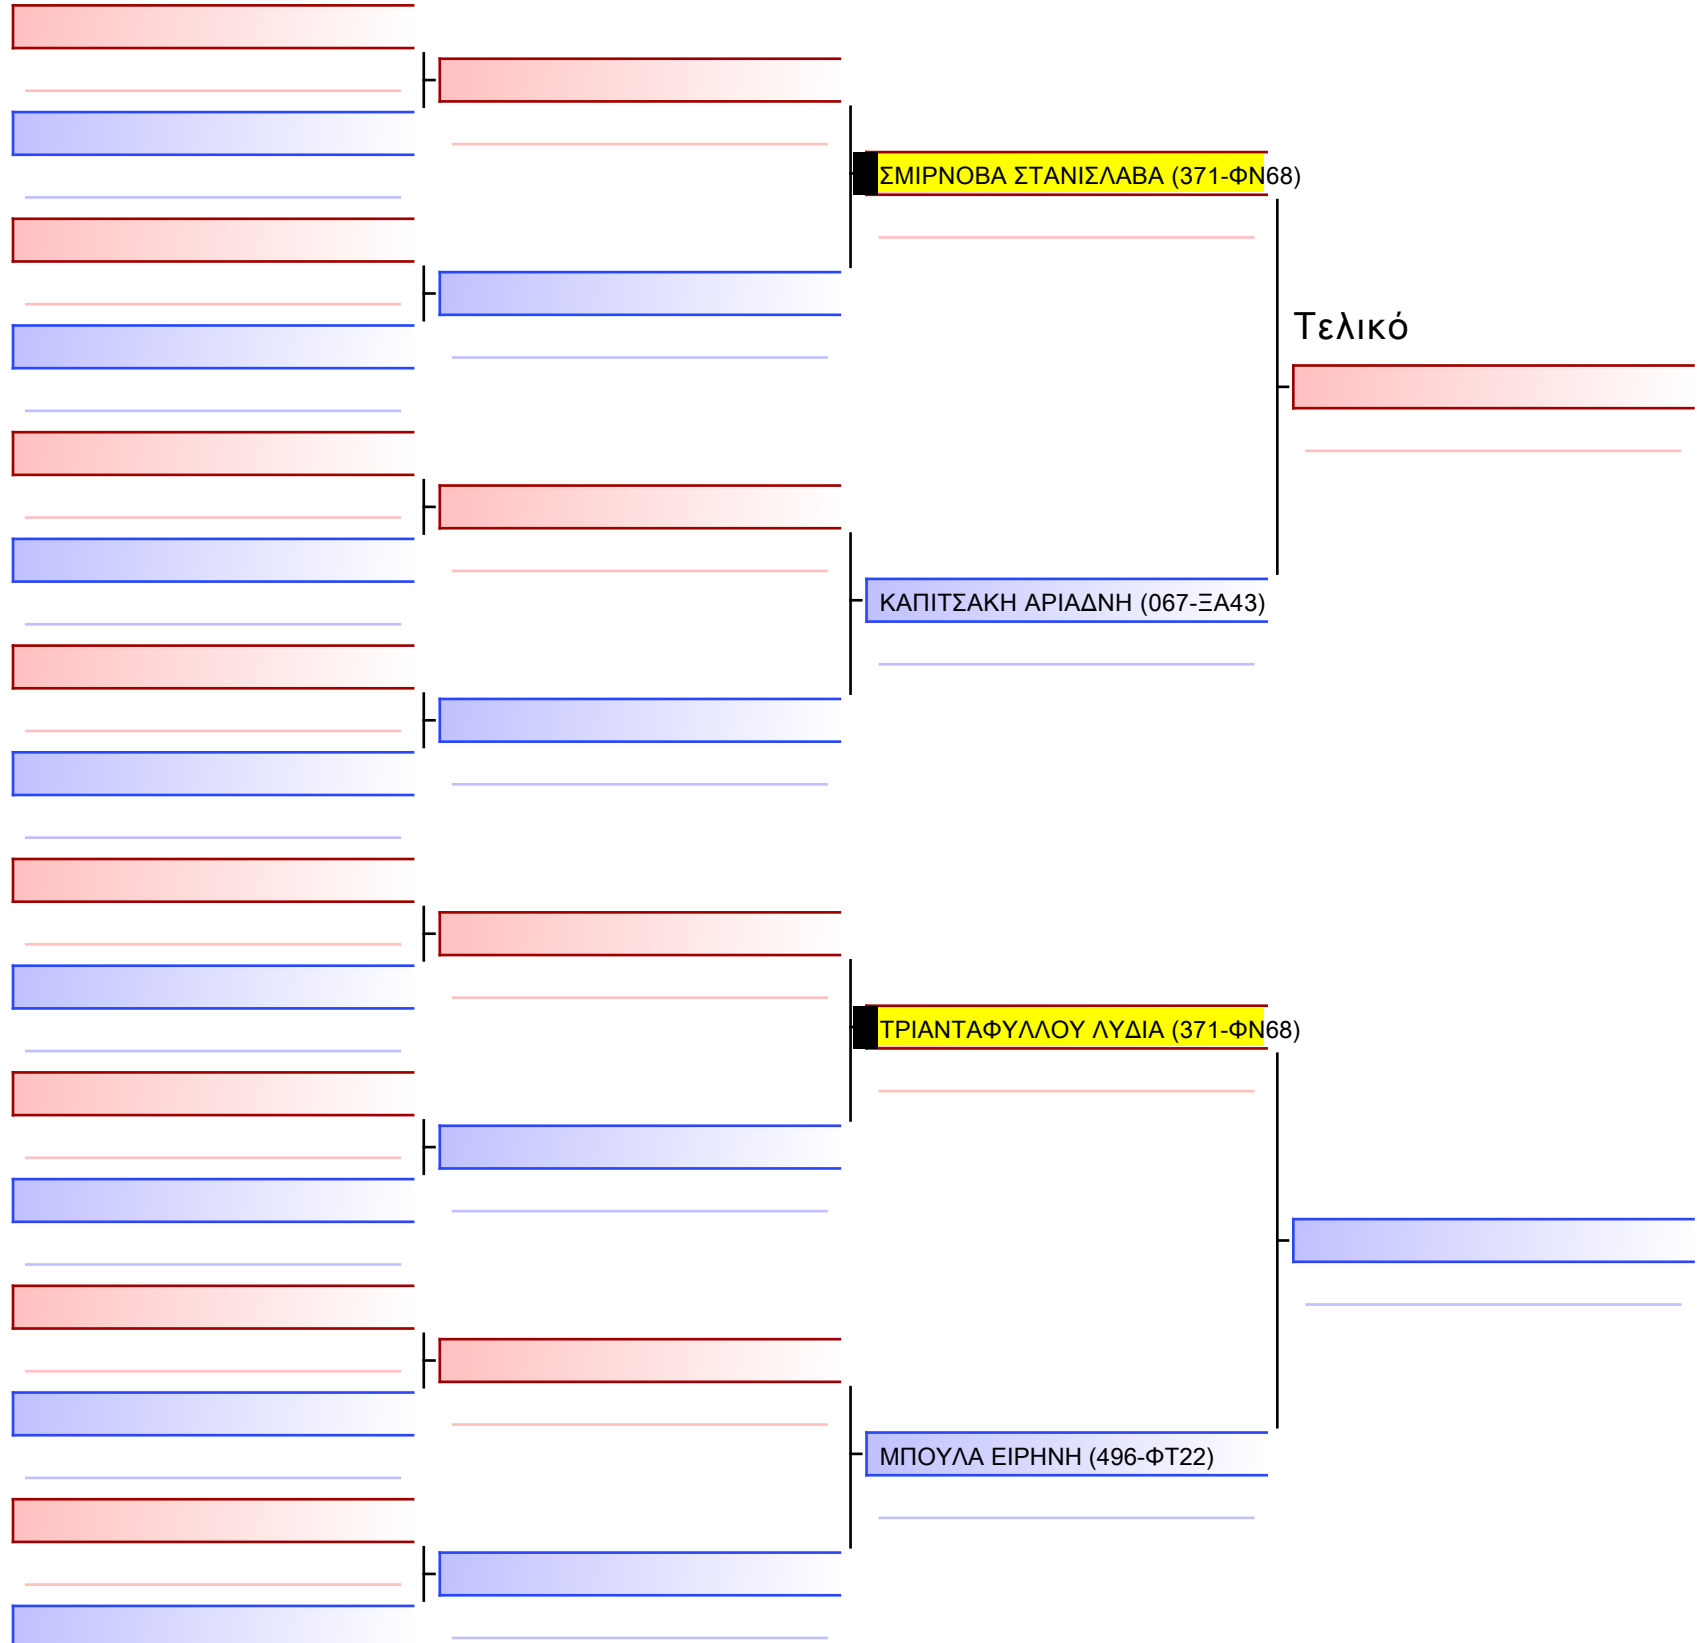 ΣΜΙΡΝΟΒΑ ΣΤΑΝΙΣΛΑΒΑ (371-ΦΝ68)
Τελικό
ΚΑΠΙΤΣΑΚΗ ΑΡΙΑΔΝΗ (067-ΞΑ43)
ΤΡΙΑΝΤΑΦΥΛΛΟΥ ΛΥΔΙΑ (371-ΦΝ68)
ΜΠΟΥΛΑ ΕΙΡΗΝΗ (496-ΦΤ22)